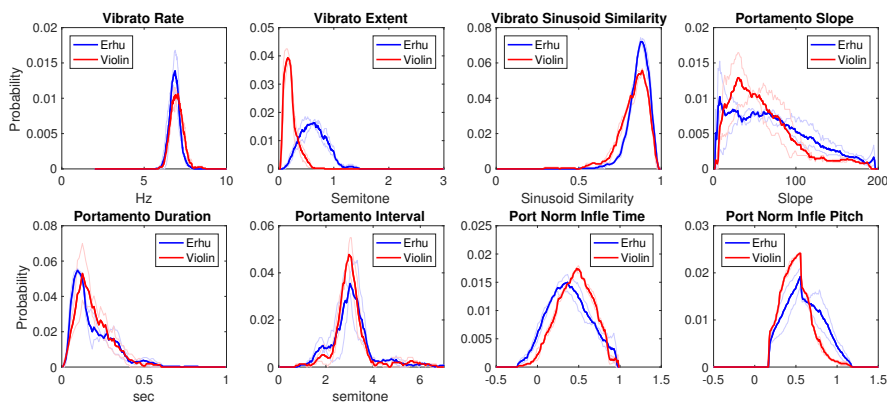 Vibrato Rate
0.02
0.015
0.01
0.005
0
Probability
Erhu
Violin
0
5
10
Hz
Vibrato Extent
0.05
0.04
0.03
0.02
0.01
0
Erhu
Violin
0
1
2
3
Semitone
Vibrato Sinusoid Similarity
0.08
0.06
0.04
0.02
0
Erhu
Violin
0
0.5
1
Sinusoid Similarity
Portamento Slope
0.02
0.015
0.01
0.005
0
Erhu
Violin
0
100
200
Slope
Portamento Duration
0.08
0.06
0.04
0.02
0
Probability
Erhu
Violin
0
0.5
1
sec
Portamento Interval
0.06
0.04
0.02
0
Erhu
Violin
0
2
4
6
semitone
Port Norm Infle Time
0.025
0.02
0.015
0.01
0.005
0
Erhu
Violin
-0.5
0
0.5
1
1.5
Port Norm Infle Pitch
0.03
0.02
0.01
0
Erhu
Violin
-0.5
0
0.5
1
1.5